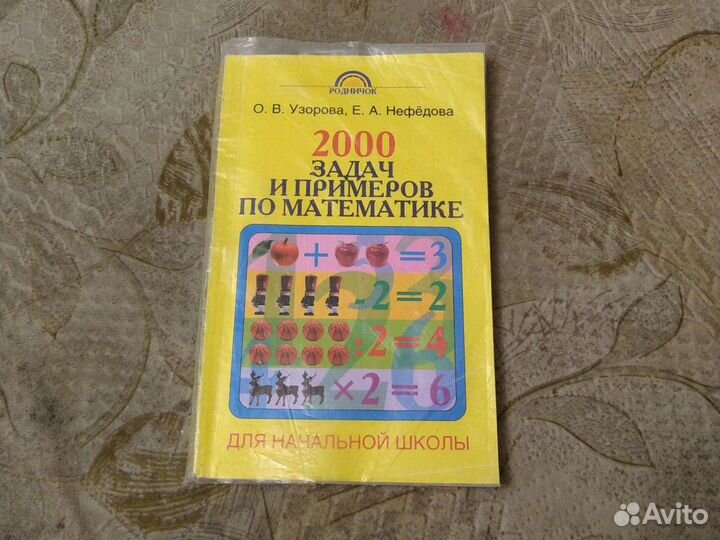 РОДНИЧОК
О. В. Узорова, Е. А. Нефёдова
2000
ЗАДАЧ
И ПРИМЕРОВ
ПО МАТЕМАТИКЕ
+ = 3
- 2 = 2
: 2 = 4
× 2 = 6
ДЛЯ НАЧАЛЬНОЙ ШКОЛЫ
Avito